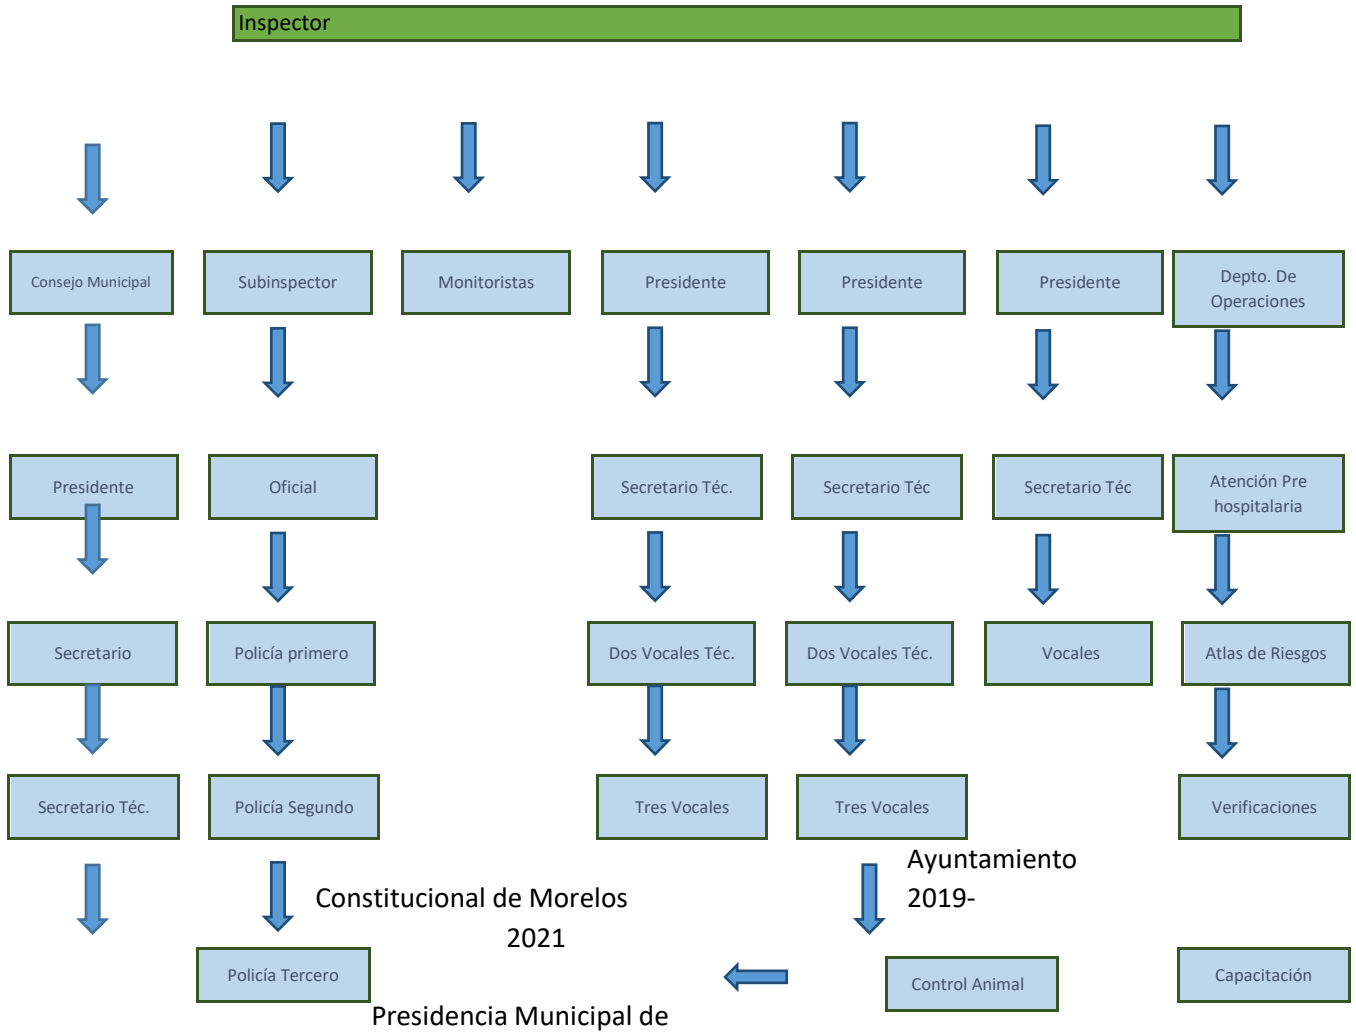 Inspector
Consejo Municipal
Subinspector
Monitoristas
Presidente
Presidente
Presidente
Depto. De
Operaciones
Presidente
Oficial
Secretario Téc.
Secretario Téc
Secretario Téc
Atención Pre
hospitalaria
Secretario
Policía primero
Dos Vocales Téc.
Dos Vocales Téc.
Vocales
Atlas de Riesgos
Secretario Téc.
Policía Segundo
Tres Vocales
Tres Vocales
Verificaciones
Ayuntamiento
Constitucional de Morelos
2019-
2021
Policía Tercero
Control Animal
Capacitación
Presidencia Municipal de